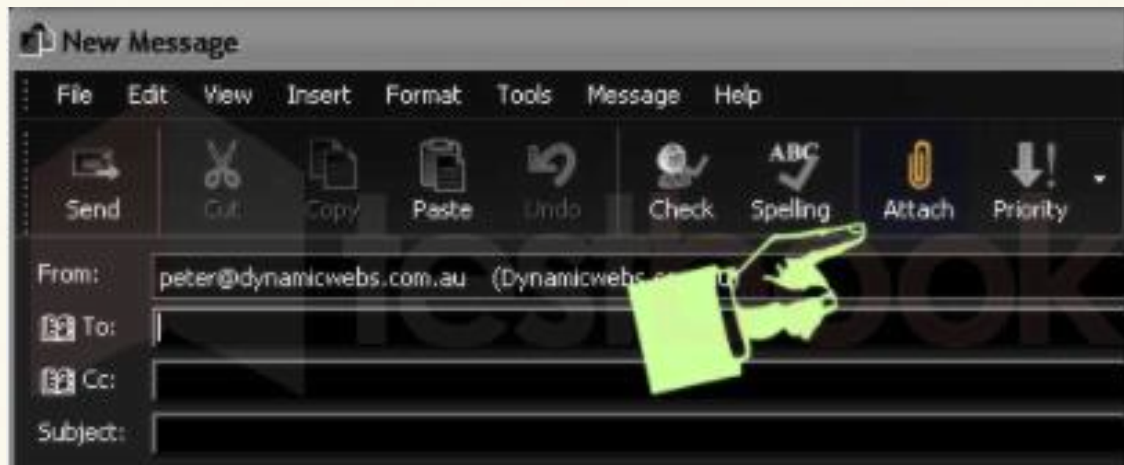 New Message
File Edit View Insert Format Tools Message Help
Send Cut Copy Paste Undo Check ABC Spelling Attach Priority
From: peter@dynamicwebs.com.au (Dynamicwebs
To:
Cc:
Subject:
testbook